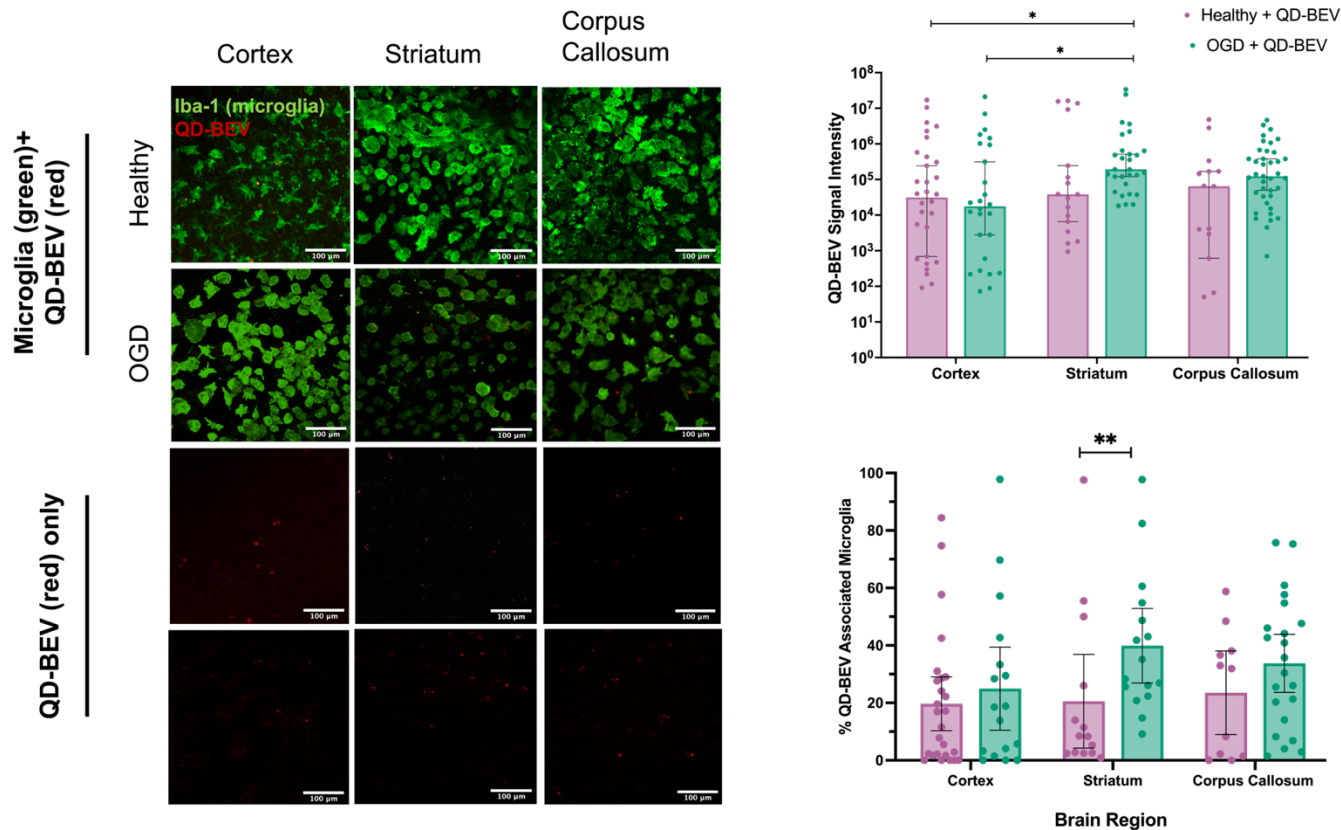 Cortex
Striatum
Corpus
Callosum
Microglia (green)+
QD-BEV (red)
Healthy
OGD
Iba-1 (microglia)
QD-BEV
100 µm
100 µm
100 µm
100 µm
100 µm
100 µm
QD-BEV (red) only
100 µm
100 µm
100 µm
100 µm
100 µm
100 µm
Healthy + QD-BEV
OGD + QD-BEV
*
*
QD-BEV Signal Intensity
10⁸
10⁷
10⁶
10⁵
10⁴
10³
10²
10¹
10⁰
Cortex
Striatum
Corpus Callosum
**
% QD-BEV Associated Microglia
100
80
60
40
20
0
Cortex
Striatum
Corpus Callosum
Brain Region